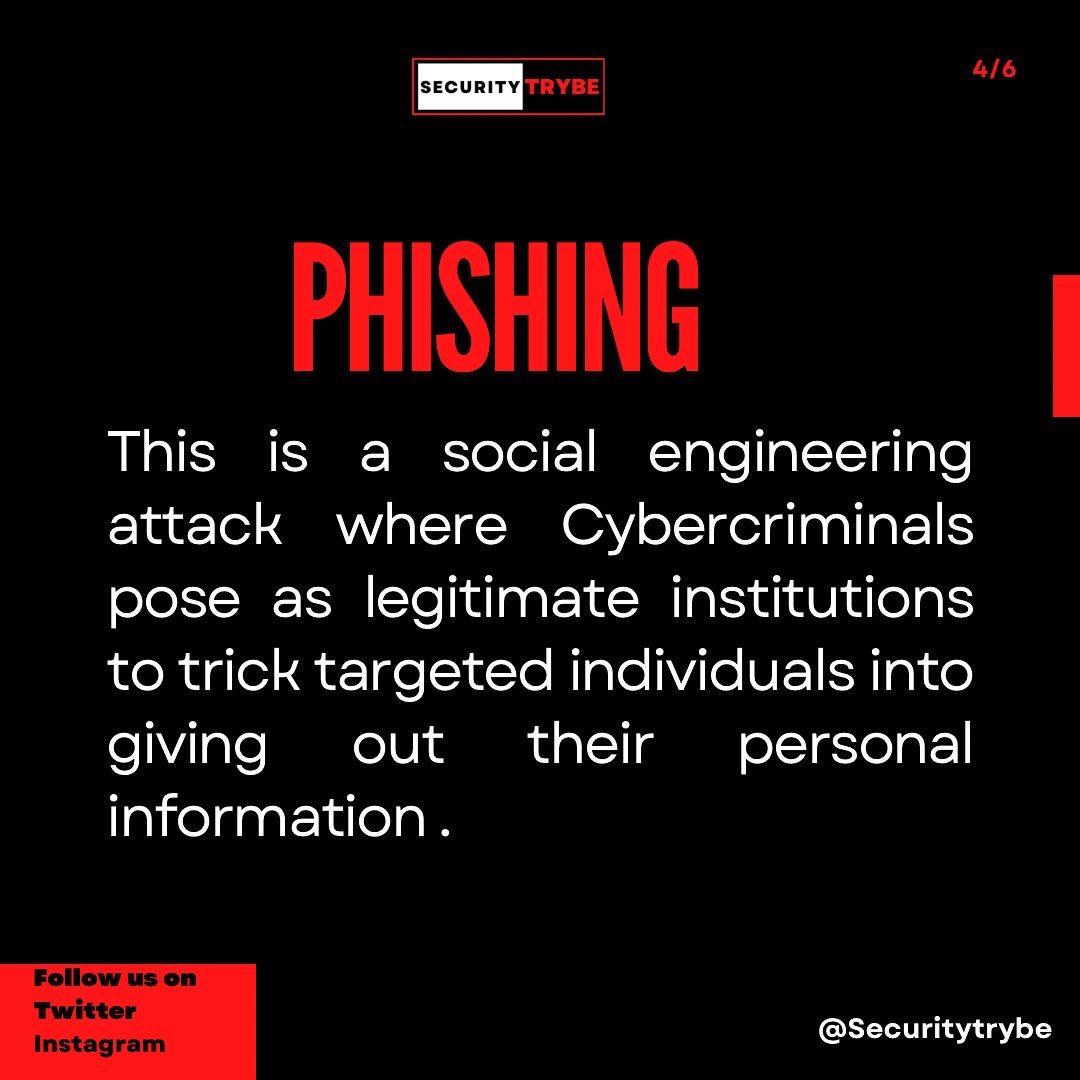 SECURITY TRYBE
4/6
PHISHING
This is a social engineering
attack where Cybercriminals
pose as legitimate institutions
to trick targeted individuals into
giving out their personal
information .
Follow us on
Twitter
Instagram
@Securitytrybe